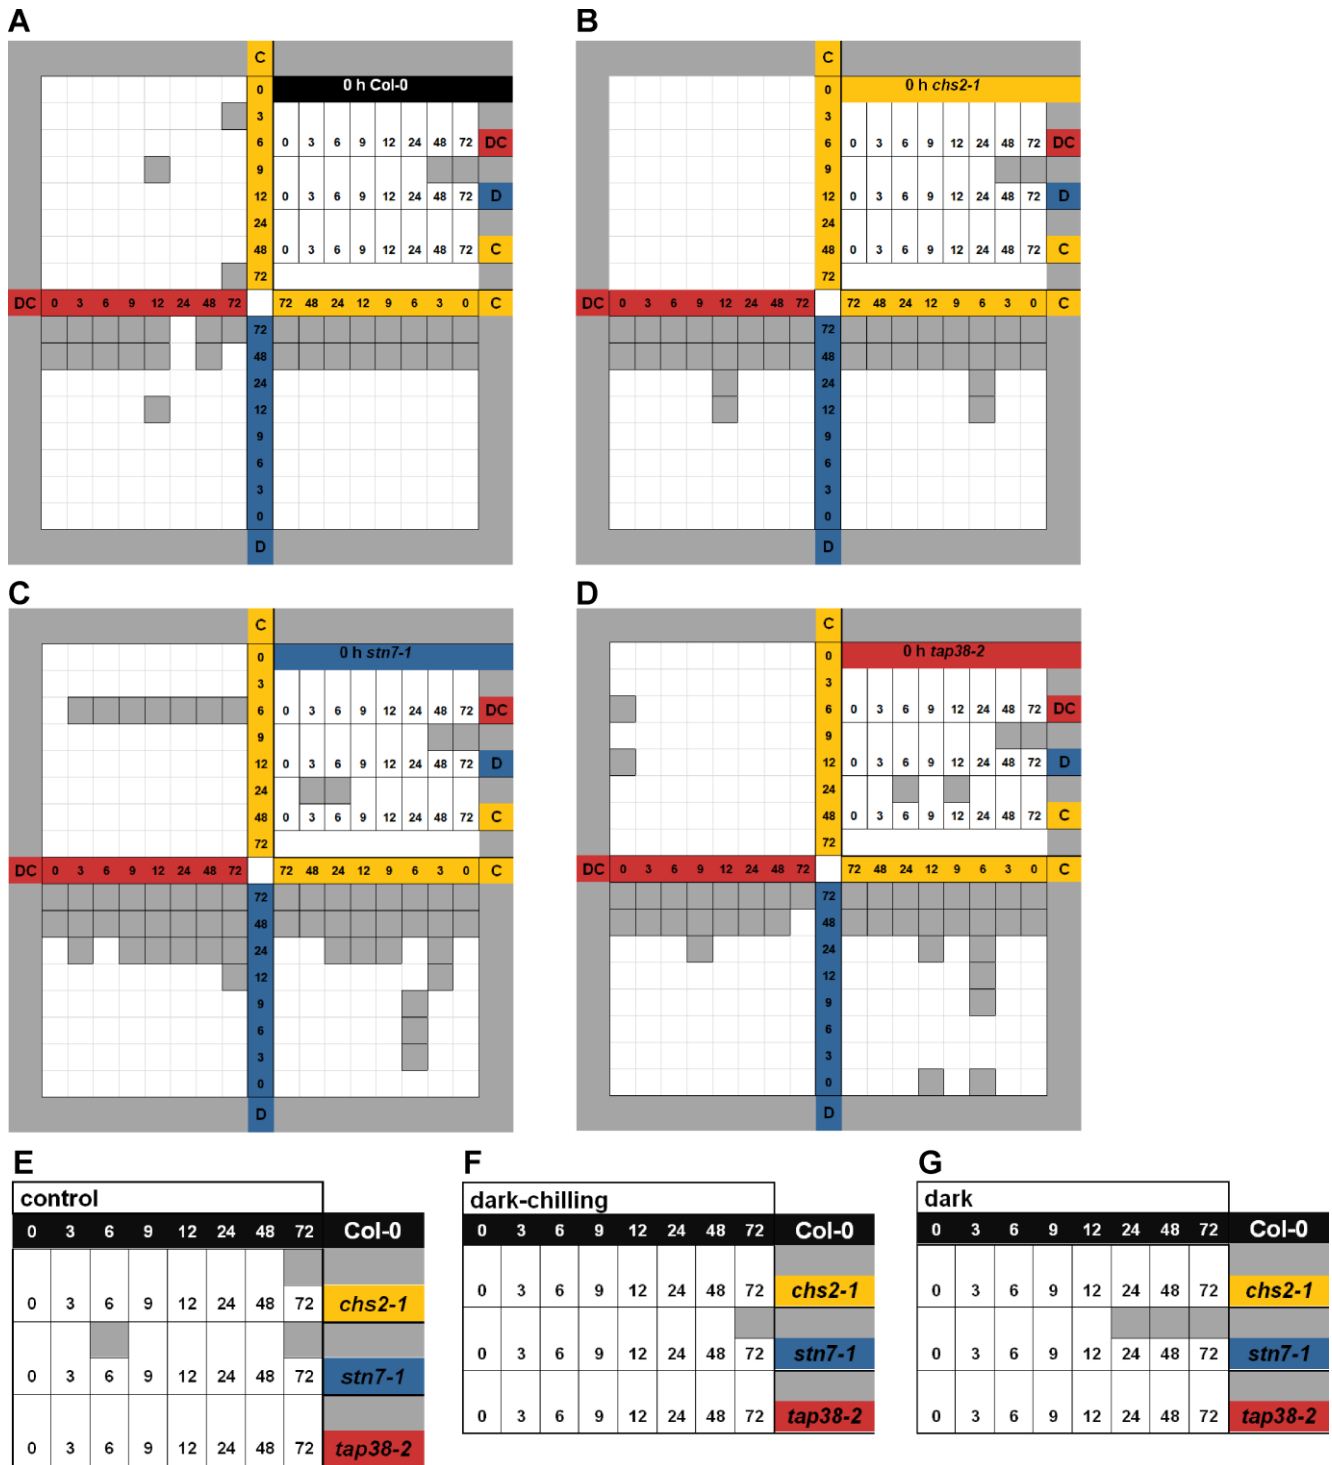 A
B
C
0 h Col-0
0
3
6
0 3 6 9 12 24 48 72 DC
9
12
0 3 6 9 12 24 48 72 D
24
48
0 3 6 9 12 24 48 72 C
72
DC 0 3 6 9 12 24 48 72
72 48 24 12 9 6 3 0 C
72
48
24
12
9
6
3
0
D
C
0 h chs2-1
0
3
6
0 3 6 9 12 24 48 72 DC
9
12
0 3 6 9 12 24 48 72 D
24
48
0 3 6 9 12 24 48 72 C
72
DC 0 3 6 9 12 24 48 72
72 48 24 12 9 6 3 0 C
72
48
24
12
9
6
3
0
D
C
D
C
0 h stn7-1
0
3
6
0 3 6 9 12 24 48 72 DC
9
12
0 3 6 9 12 24 48 72 D
24
48
0 3 6 9 12 24 48 72 C
72
DC 0 3 6 9 12 24 48 72
72 48 24 12 9 6 3 0 C
72
48
24
12
9
6
3
0
D
C
0 h tap38-2
0
3
6
0 3 6 9 12 24 48 72 DC
9
12
0 3 6 9 12 24 48 72 D
24
48
0 3 6 9 12 24 48 72 C
72
DC 0 3 6 9 12 24 48 72
72 48 24 12 9 6 3 0 C
72
48
24
12
9
6
3
0
D
E
control
0 3 6 9 12 24 48 72 Col-0
0 3 6 9 12 24 48 72 chs2-1
0 3 6 9 12 24 48 72 stn7-1
0 3 6 9 12 24 48 72 tap38-2
F
dark-chilling
0 3 6 9 12 24 48 72 Col-0
0 3 6 9 12 24 48 72 chs2-1
0 3 6 9 12 24 48 72 stn7-1
0 3 6 9 12 24 48 72 tap38-2
G
dark
0 3 6 9 12 24 48 72 Col-0
0 3 6 9 12 24 48 72 chs2-1
0 3 6 9 12 24 48 72 stn7-1
0 3 6 9 12 24 48 72 tap38-2